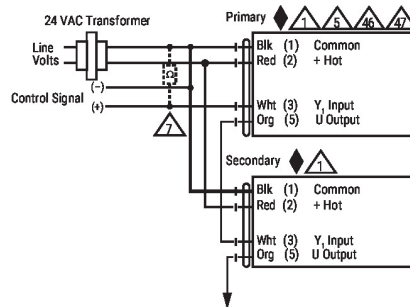 24 VAC Transformer
Line
Volts
(−)
Control Signal
(+)
Ω
7
Primary 1 5 46 47
Blk (1) Common
Red (2) + Hot
Wht (3) Y₁ Input
Org (5) U Output
Secondary 1
Blk (1) Common
Red (2) + Hot
Wht (3) Y₁ Input
Org (5) U Output